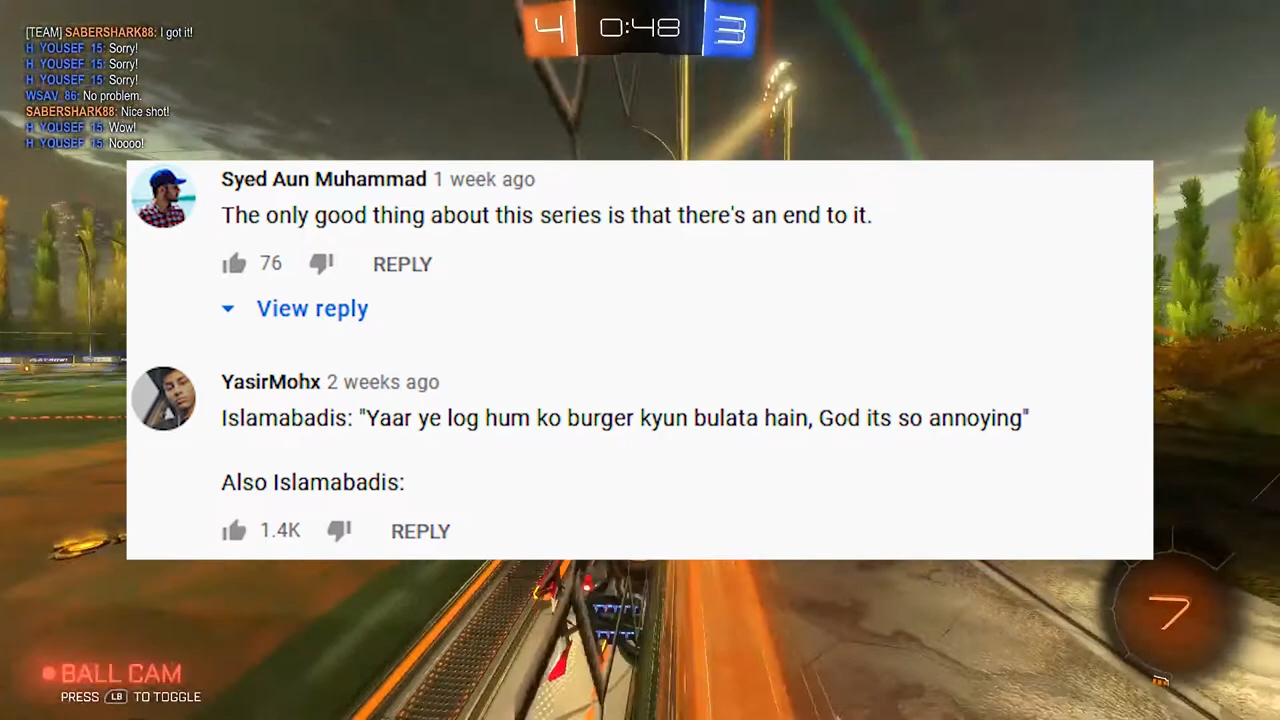 4 0:48 3
[TEAM] SABERSHARK88: I got it!
H_YOUSEF_15: Sorry!
H_YOUSEF_15: Sorry!
H_YOUSEF_15: Sorry!
WSAV_86: No problem.
SABERSHARK88: Nice shot!
H_YOUSEF_15: Wow!
H_YOUSEF_15: Noooo!
Syed Aun Muhammad 1 week ago
The only good thing about this series is that there's an end to it.
76 REPLY
View reply
YasirMohx 2 weeks ago
Islamabadis: "Yaar ye log hum ko burger kyun bulata hain, God its so annoying"
Also Islamabadis:
1.4K REPLY
7
BALL CAM
PRESS LB TO TOGGLE